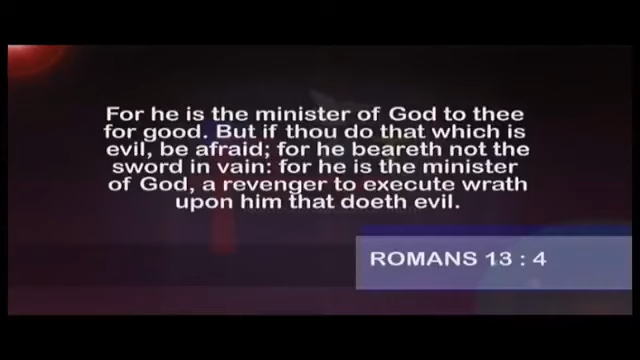 For he is the minister of God to thee
for good. But if thou do that which is
evil, be afraid; for he beareth not the
sword in vain: for he is the minister
of God, a revenger to execute wrath
upon him that doeth evil.
ROMANS 13 : 4